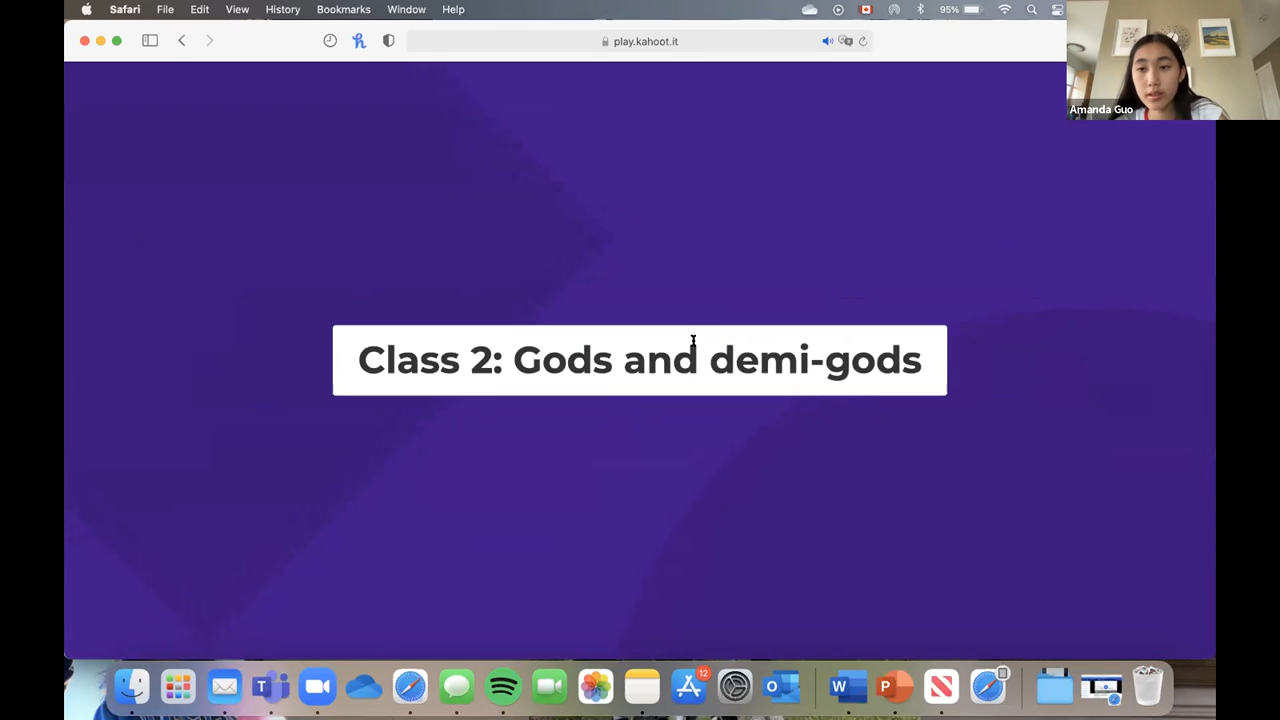 Safari File Edit View History Bookmarks Window Help 95%
play.kahoot.it
Amanda Guo
Class 2: Gods and demi-gods
12